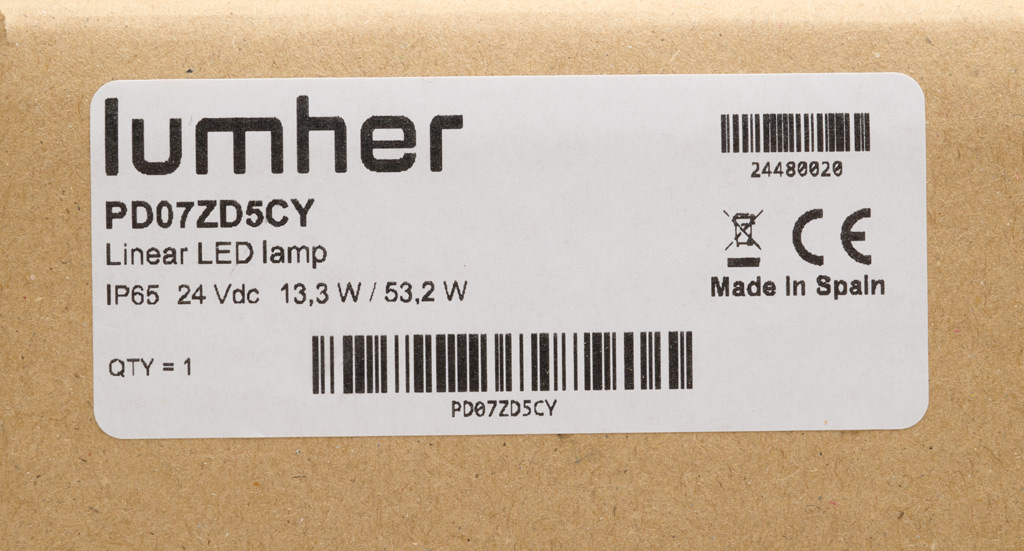 lumher
PD07ZD5CY
Linear LED lamp
IP65 24 Vdc 13,3 W / 53,2 W
QTY = 1
PD07ZD5CY
24480020
CE
Made in Spain